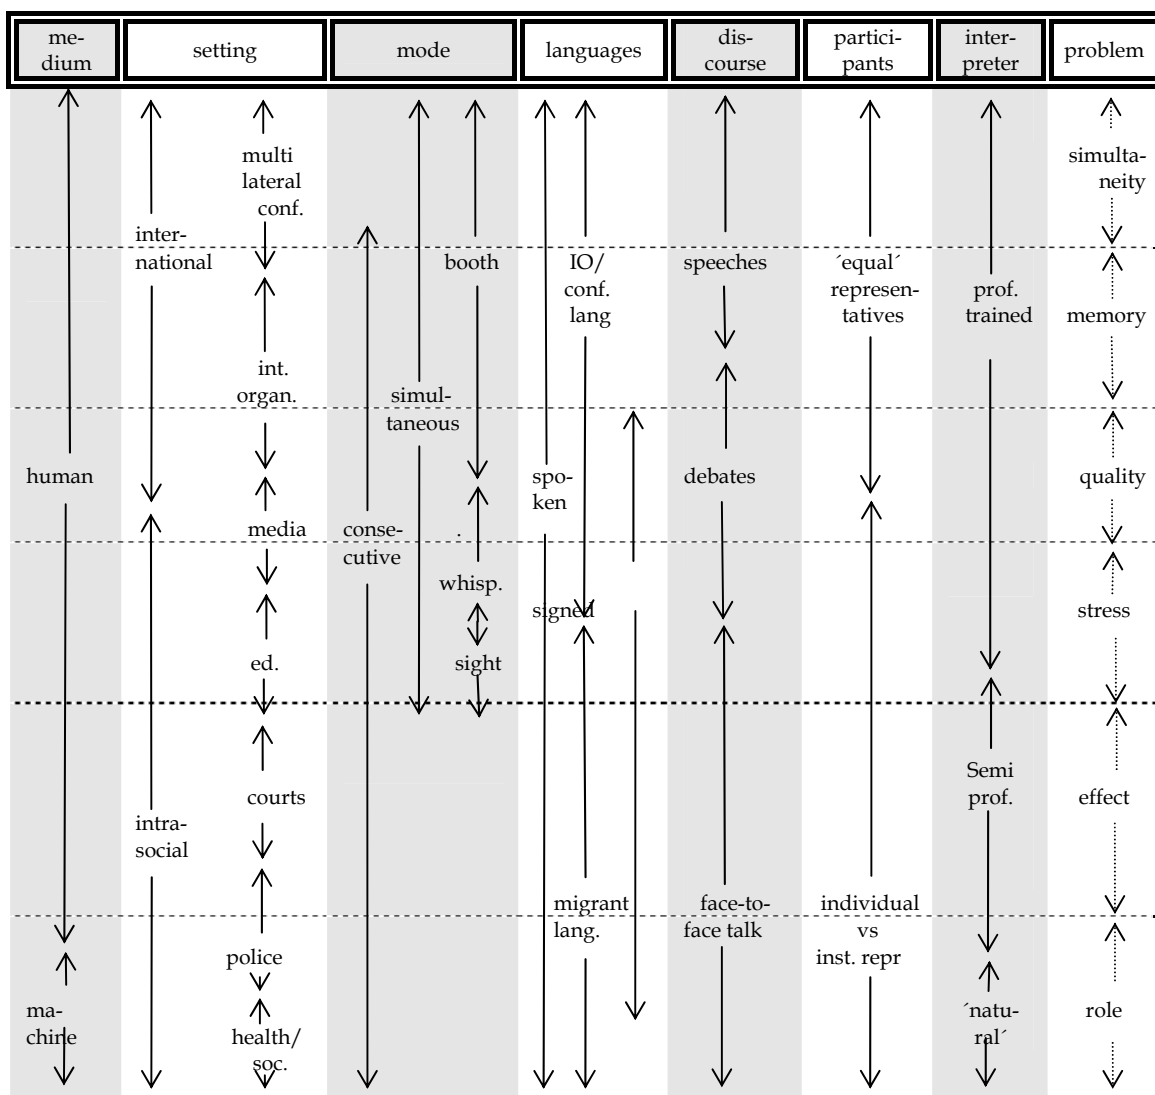 me-
dium
setting
mode
languages
dis-
course
partici-
pants
inter-
preter
problem
human
ma-
chine
inter-
national
intra-
social
multi
lateral
conf.
int.
organ.
media
ed.
courts
police
health/
soc.
conse-
cutive
simul-
taneous
booth
.
whisp.
sight
spo-
ken
signed
IO/
conf.
lang
migrant
lang.
speeches
debates
face-to-
face talk
´equal´
represen-
tatives
individual
vs
inst. repr
prof.
trained
Semi
prof.
´natu-
ral´
simulta-
neity
memory
quality
stress
effect
role